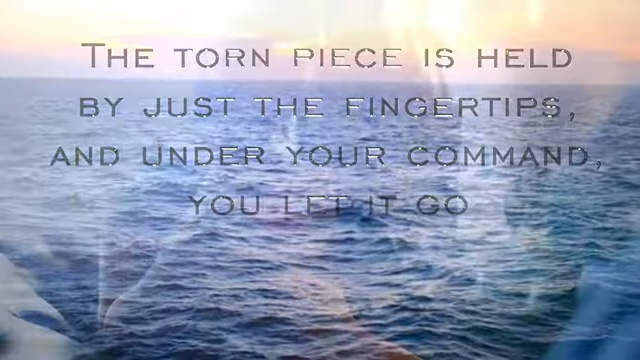 The torn piece is held
by just the fingertips,
and under your command,
you let it go